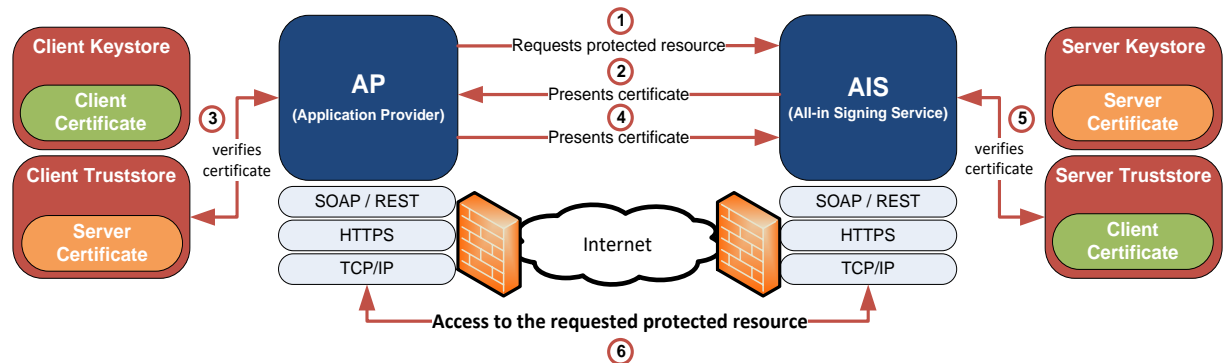 Client Keystore
Client
Certificate
Client Truststore
Server
Certificate
3
verifies
certificate
AP
(Application Provider)
1
Requests protected resource
2
Presents certificate
4
Presents certificate
AIS
(All-in Signing Service)
5
verifies
certificate
Server Keystore
Server
Certificate
Server Truststore
Client
Certificate
SOAP / REST
HTTPS
TCP/IP
Internet
SOAP / REST
HTTPS
TCP/IP
Access to the requested protected resource
6